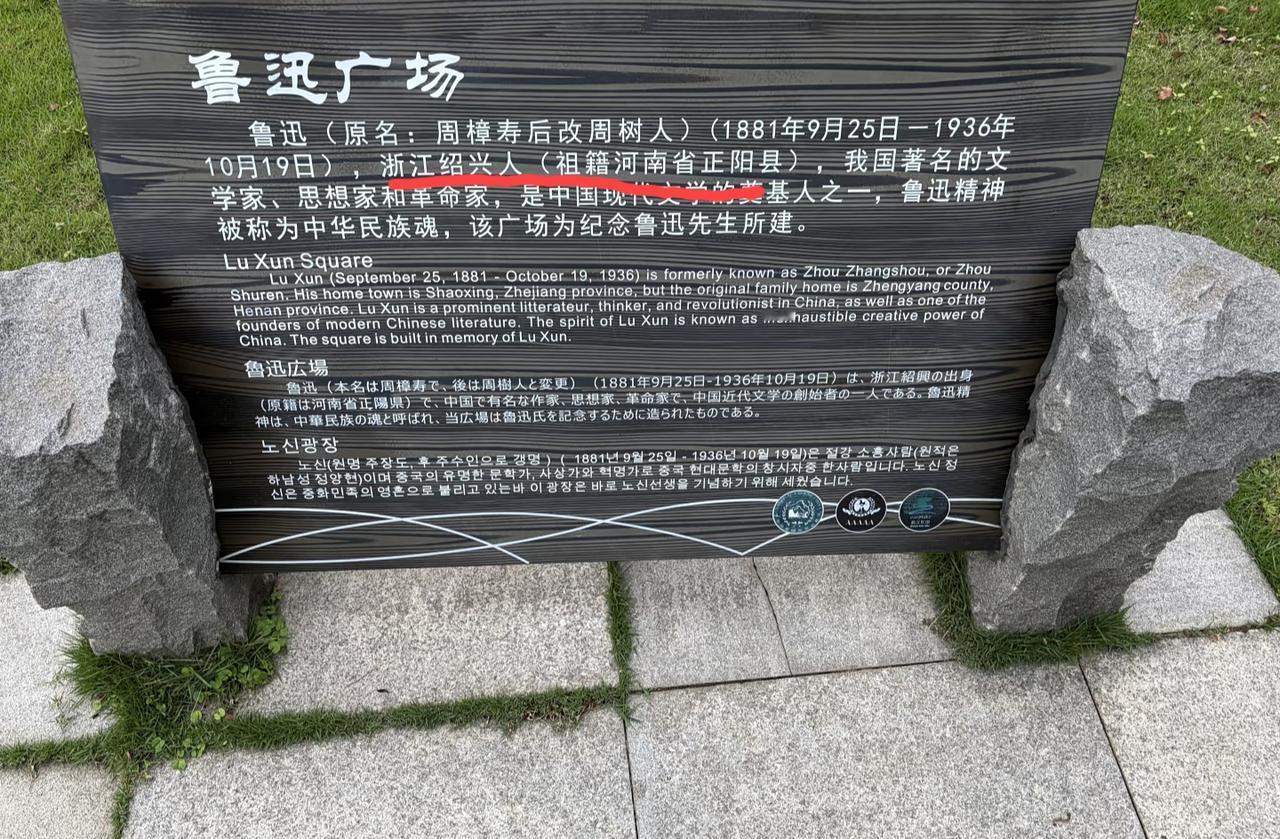 鲁迅广场
鲁迅（原名：周樟寿后改周树人）（1881年9月25日－1936年
10月19日），浙江绍兴人（祖籍河南省正阳县），我国著名的文
学家、思想家和革命家，是中国现代文学的奠基人之一，鲁迅精神
被称为中华民族魂，该广场为纪念鲁迅先生所建。
Lu Xun Square
Lu Xun (September 25, 1881 - October 19, 1936) is formerly known as Zhou Zhangshou, or Zhou
Shuren. His home town is Shaoxing, Zhejiang province, but the original family home is Zhengyang county,
Henan province. Lu Xun is a prominent litterateur, thinker, and revolutionist in China, as well as one of the
founders of modern Chinese literature. The spirit of Lu Xun is known as haustible creative power of
China. The square is built in memory of Lu Xun.
鲁迅広場
魯迅（本名は周樟寿で、後は周樹人と変更）（1881年9月25日-1936年10月19日）は、浙江紹興の出身
（原籍は河南省正陽県）で、中国で有名な作家、思想家、革命家で、中国近代文学の創始者の一人である。魯迅精
神は、中華民族の魂と呼ばれ、当広場は魯迅氏を記念するために造られたものである。
노신광장
노신(원명 주장도, 후 주수인으로 갱명 ) ( 1881년 9월 25일 - 1936년 10월 19일)은 절강 소흥사람(원적은
하남성 정양현)이며 중국의 유명한 문학가, 사상가와 혁명가로 중국 현대문학의 창시자중 한사람입니다. 노신 정
신은 중화민족의 영혼으로 불리고 있는바 이 광장은 바로 노신선생을 기념하기 위해 세웠습니다.
AAAAA